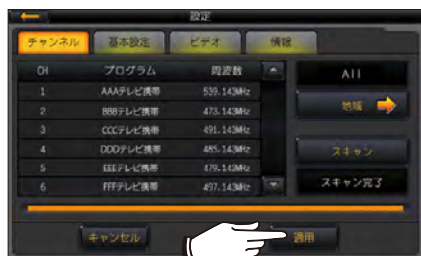 設定
チャンネル 基本設定 ビデオ 情報
CH プログラム 周波数
1 AAAテレビ携帯 539.143MHz
2 BBBテレビ携帯 473.143MHz
3 CCCテレビ携帯 491.143MHz
4 DDDテレビ携帯 485.143MHz
5 EEEテレビ携帯 479.143MHz
6 FFFテレビ携帯 497.143MHz
All
地域
スキャン
スキャン完了
キャンセル 適用